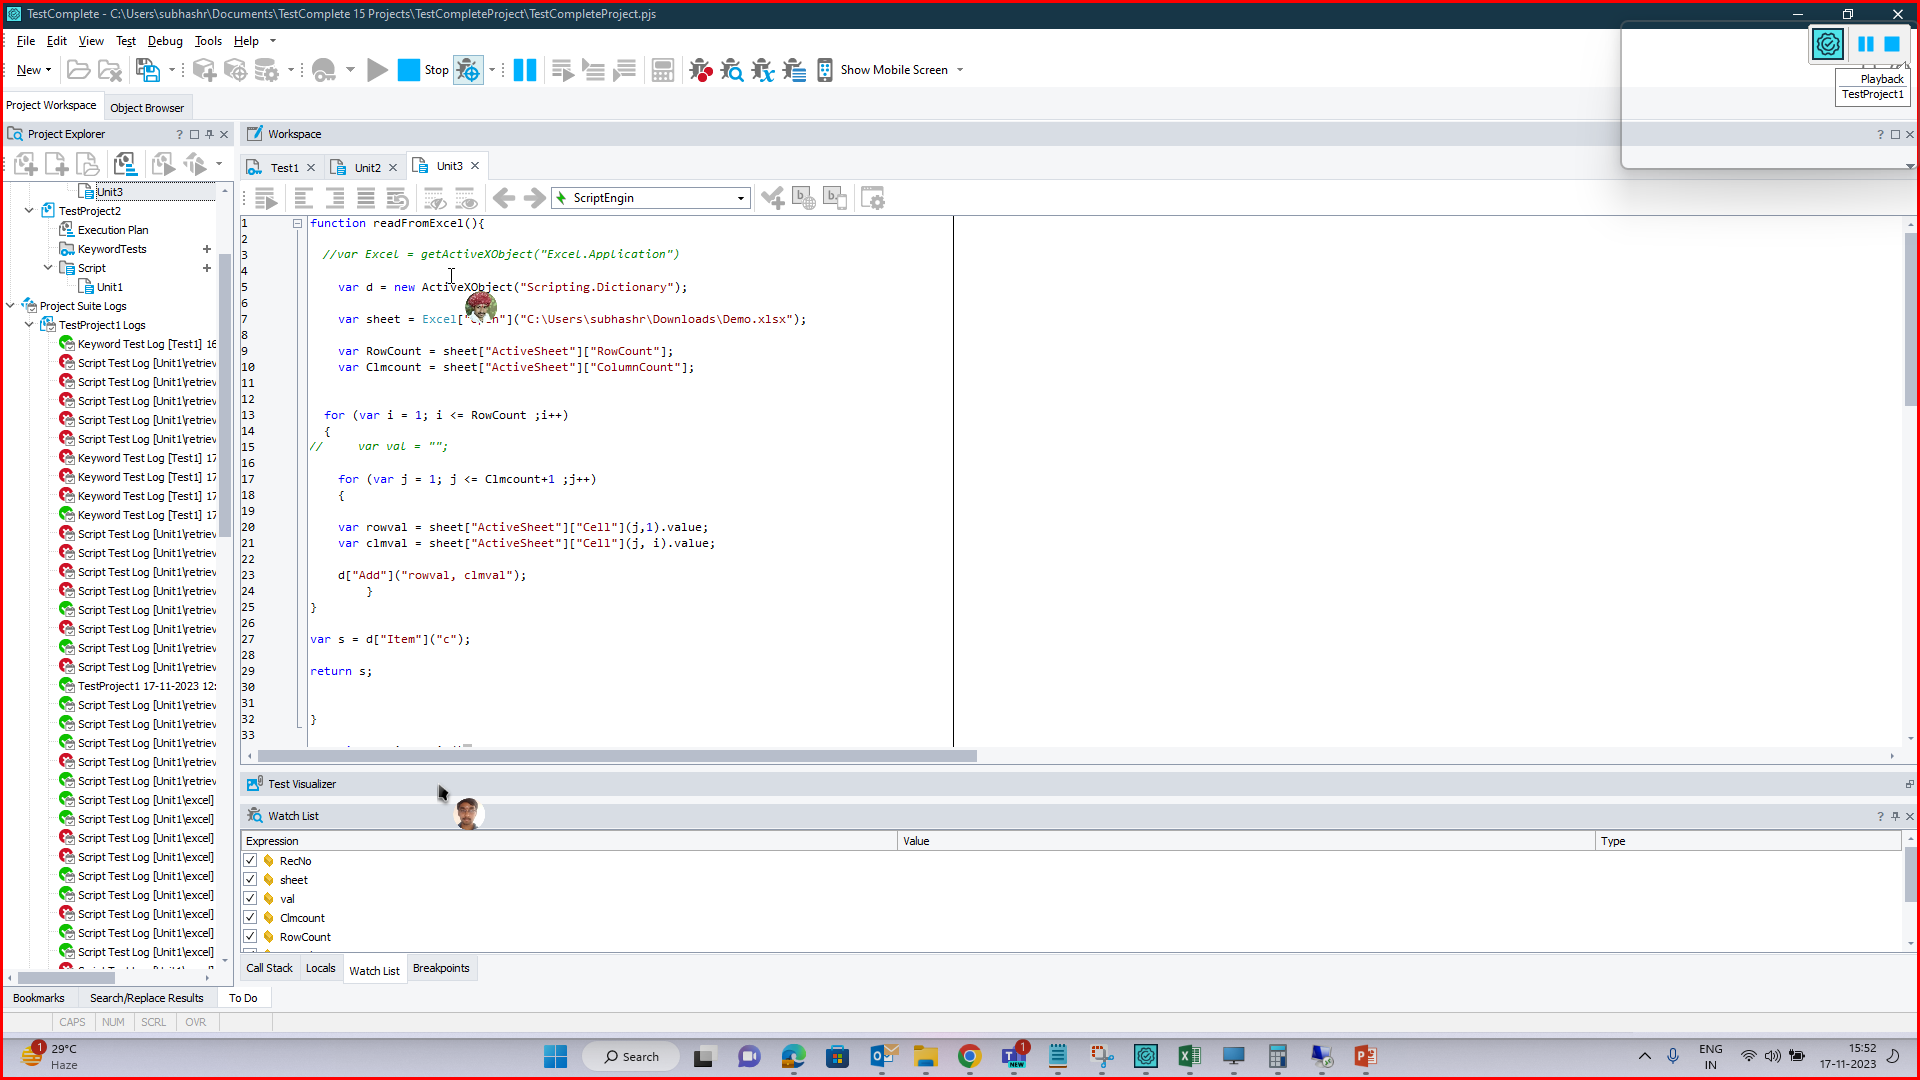 TestComplete - C:\Users\subhashr\Documents\TestComplete 15 Projects\TestCompleteProject\TestCompleteProject.pjs
File Edit View Test Debug Tools Help
New Stop Show Mobile Screen
Playback
TestProject1
Project Workspace Object Browser
Project Explorer
Workspace
Test1 Unit2 Unit3
ScriptEngin
Unit3
TestProject2
Execution Plan
KeywordTests
Script
Unit1
Project Suite Logs
TestProject1 Logs
Keyword Test Log [Test1] 16
Script Test Log [Unit1\retriev
Script Test Log [Unit1\retriev
Script Test Log [Unit1\retriev
Script Test Log [Unit1\retriev
Script Test Log [Unit1\retriev
Keyword Test Log [Test1] 17
Keyword Test Log [Test1] 17
Keyword Test Log [Test1] 17
Keyword Test Log [Test1] 17
Script Test Log [Unit1\retriev
Script Test Log [Unit1\retriev
Script Test Log [Unit1\retriev
Script Test Log [Unit1\retriev
Script Test Log [Unit1\retriev
Script Test Log [Unit1\retriev
Script Test Log [Unit1\retriev
Script Test Log [Unit1\retriev
TestProject1 17-11-2023 12:
Script Test Log [Unit1\retriev
Script Test Log [Unit1\retriev
Script Test Log [Unit1\retriev
Script Test Log [Unit1\retriev
Script Test Log [Unit1\retriev
Script Test Log [Unit1\excel]
Script Test Log [Unit1\excel]
Script Test Log [Unit1\excel]
Script Test Log [Unit1\excel]
Script Test Log [Unit1\excel]
Script Test Log [Unit1\excel]
Script Test Log [Unit1\excel]
Script Test Log [Unit1\excel]
Script Test Log [Unit1\excel]
1 function readFromExcel(){
2
3 //var Excel = getActiveXObject("Excel.Application")
4
5 var d = new ActiveXObject("Scripting.Dictionary");
6
7 var sheet = Excel[" "]("C:\Users\subhashr\Downloads\Demo.xlsx");
8
9 var RowCount = sheet["ActiveSheet"]["RowCount"];
10 var Clmcount = sheet["ActiveSheet"]["ColumnCount"];
11
12
13 for (var i = 1; i <= RowCount ;i++)
14 {
15 // var val = "";
16
17 for (var j = 1; j <= Clmcount+1 ;j++)
18 {
19
20 var rowval = sheet["ActiveSheet"]["Cell"](j,1).value;
21 var clmval = sheet["ActiveSheet"]["Cell"](j, i).value;
22
23 d["Add"]("rowval, clmval");
24 }
25 }
26
27 var s = d["Item"]("c");
28
29 return s;
30
31
32 }
33
Test Visualizer
Watch List
Expression Value Type
RecNo
sheet
val
Clmcount
RowCount
Call Stack Locals Watch List Breakpoints
Bookmarks Search/Replace Results To Do
CAPS NUM SCRL OVR
1 29°C
Haze
Search
1
NEW
ENG
IN
15:52
17-11-2023